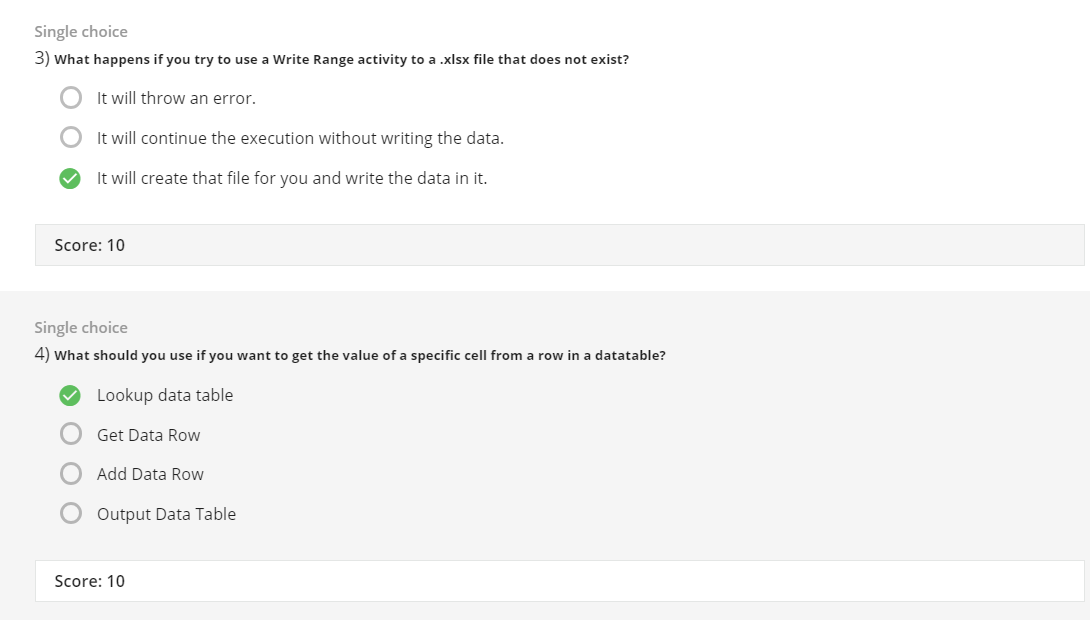 Single choice
3) What happens if you try to use a Write Range activity to a .xlsx file that does not exist?
It will throw an error.
It will continue the execution without writing the data.
It will create that file for you and write the data in it.
Score: 10
Single choice
4) What should you use if you want to get the value of a specific cell from a row in a datatable?
Lookup data table
Get Data Row
Add Data Row
Output Data Table
Score: 10